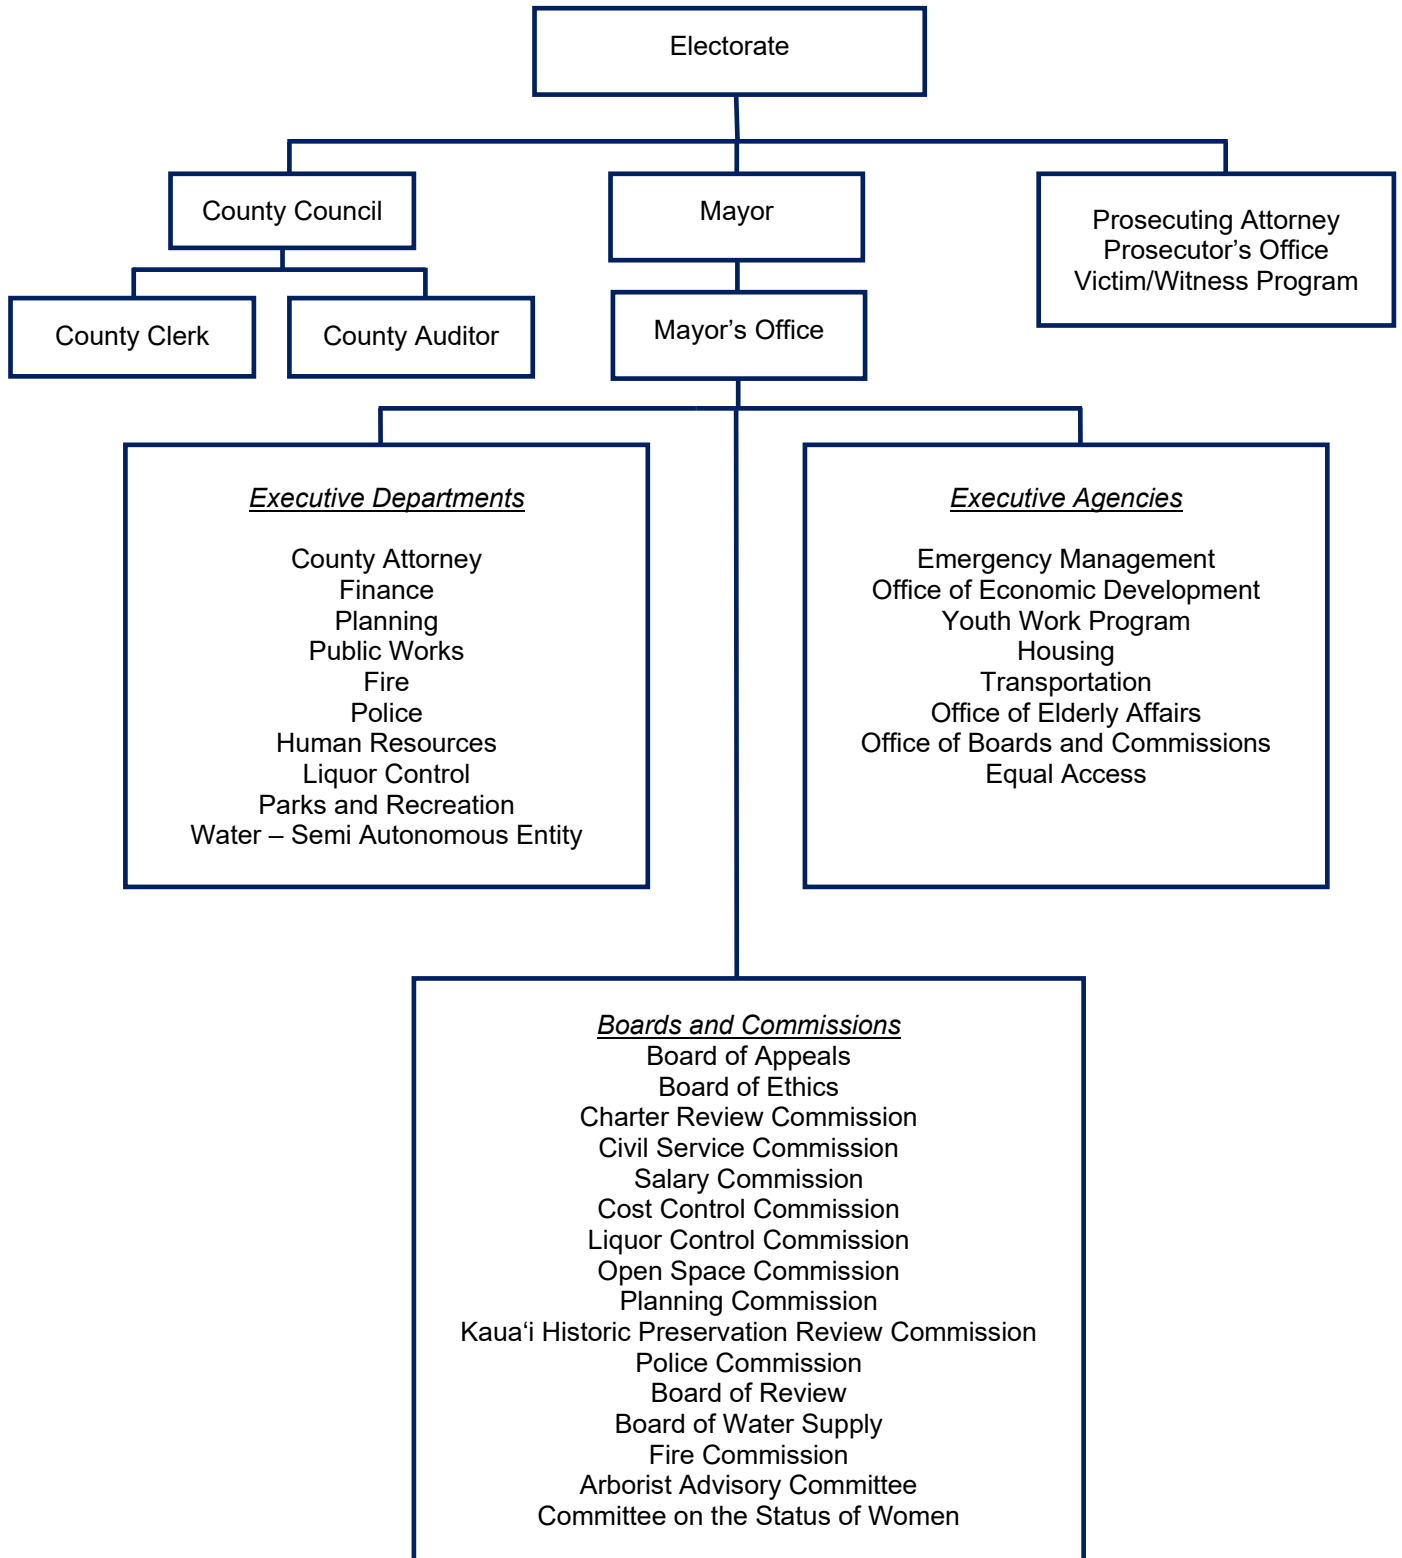 Electorate
County Council
Mayor
Prosecuting Attorney
Prosecutor’s Office
Victim/Witness Program
County Clerk
County Auditor
Mayor’s Office
Executive Departments
County Attorney
Finance
Planning
Public Works
Fire
Police
Human Resources
Liquor Control
Parks and Recreation
Water – Semi Autonomous Entity
Executive Agencies
Emergency Management
Office of Economic Development
Youth Work Program
Housing
Transportation
Office of Elderly Affairs
Office of Boards and Commissions
Equal Access
Boards and Commissions
Board of Appeals
Board of Ethics
Charter Review Commission
Civil Service Commission
Salary Commission
Cost Control Commission
Liquor Control Commission
Open Space Commission
Planning Commission
Kaua‘i Historic Preservation Review Commission
Police Commission
Board of Review
Board of Water Supply
Fire Commission
Arborist Advisory Committee
Committee on the Status of Women